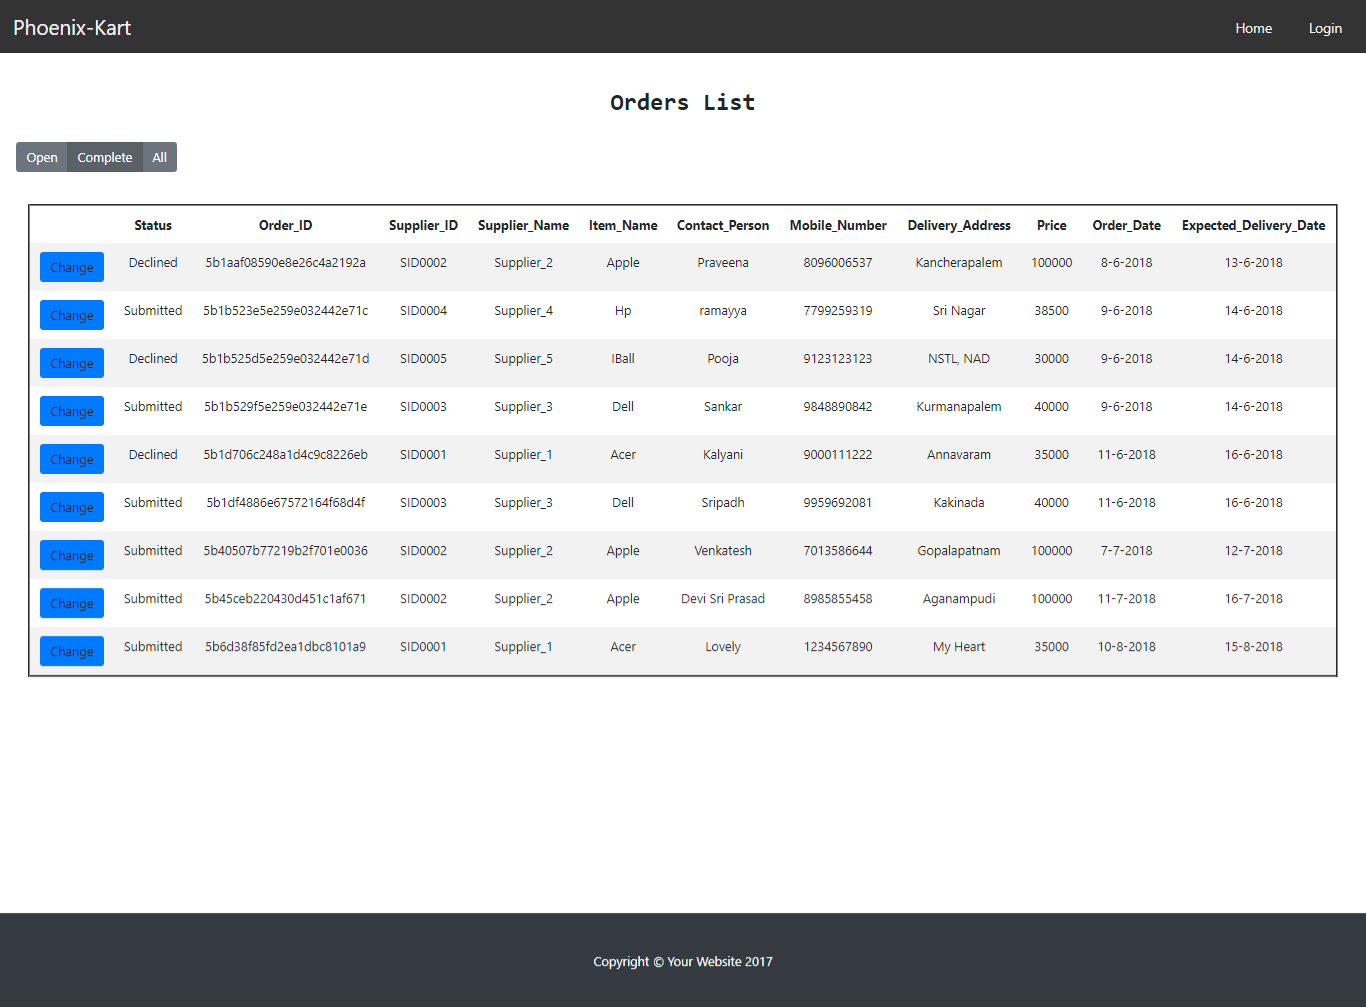 Phoenix-Kart Home Login
Orders List
Open Complete All
Status Order_ID Supplier_ID Supplier_Name Item_Name Contact_Person Mobile_Number Delivery_Address Price Order_Date Expected_Delivery_Date
Change Declined 5b1aaf08590e8e26c4a2192a SID0002 Supplier_2 Apple Praveena 8096006537 Kancherapalem 100000 8-6-2018 13-6-2018
Change Submitted 5b1b523e5e259e032442e71c SID0004 Supplier_4 Hp ramayya 7799259319 Sri Nagar 38500 9-6-2018 14-6-2018
Change Declined 5b1b525d5e259e032442e71d SID0005 Supplier_5 IBall Pooja 9123123123 NSTL, NAD 30000 9-6-2018 14-6-2018
Change Submitted 5b1b529f5e259e032442e71e SID0003 Supplier_3 Dell Sankar 9848890842 Kurmanapalem 40000 9-6-2018 14-6-2018
Change Declined 5b1d706c248a1d4c9c8226eb SID0001 Supplier_1 Acer Kalyani 9000111222 Annavaram 35000 11-6-2018 16-6-2018
Change Submitted 5b1df4886e67572164f68d4f SID0003 Supplier_3 Dell Sripadh 9959692081 Kakinada 40000 11-6-2018 16-6-2018
Change Submitted 5b40507b77219b2f701e0036 SID0002 Supplier_2 Apple Venkatesh 7013586644 Gopalapatnam 100000 7-7-2018 12-7-2018
Change Submitted 5b45ceb220430d451c1af671 SID0002 Supplier_2 Apple Devi Sri Prasad 8985855458 Aganampudi 100000 11-7-2018 16-7-2018
Change Submitted 5b6d38f85fd2ea1dbc8101a9 SID0001 Supplier_1 Acer Lovely 1234567890 My Heart 35000 10-8-2018 15-8-2018
Copyright © Your Website 2017